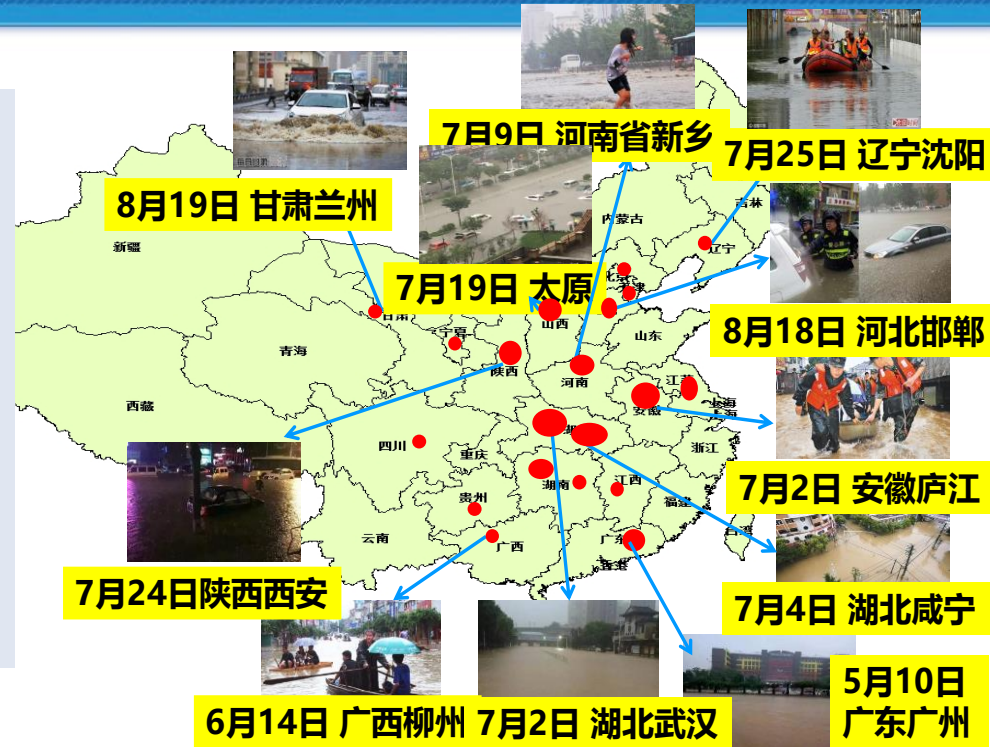 7月9日 河南省新乡
7月25日 辽宁沈阳
8月19日 甘肃兰州
7月19日 太原
8月18日 河北邯郸
7月2日 安徽庐江
7月24日陕西西安
7月4日 湖北咸宁
6月14日 广西柳州
7月2日 湖北武汉
5月10日
广东广州
吉林
内蒙古
新疆
辽宁
甘肃
宁夏
山西
山东
青海
陕西
河南
江苏
安徽
上海
西藏
四川
重庆
浙江
湖南
江西
贵州
福建
云南
广西
广东
香港
台湾